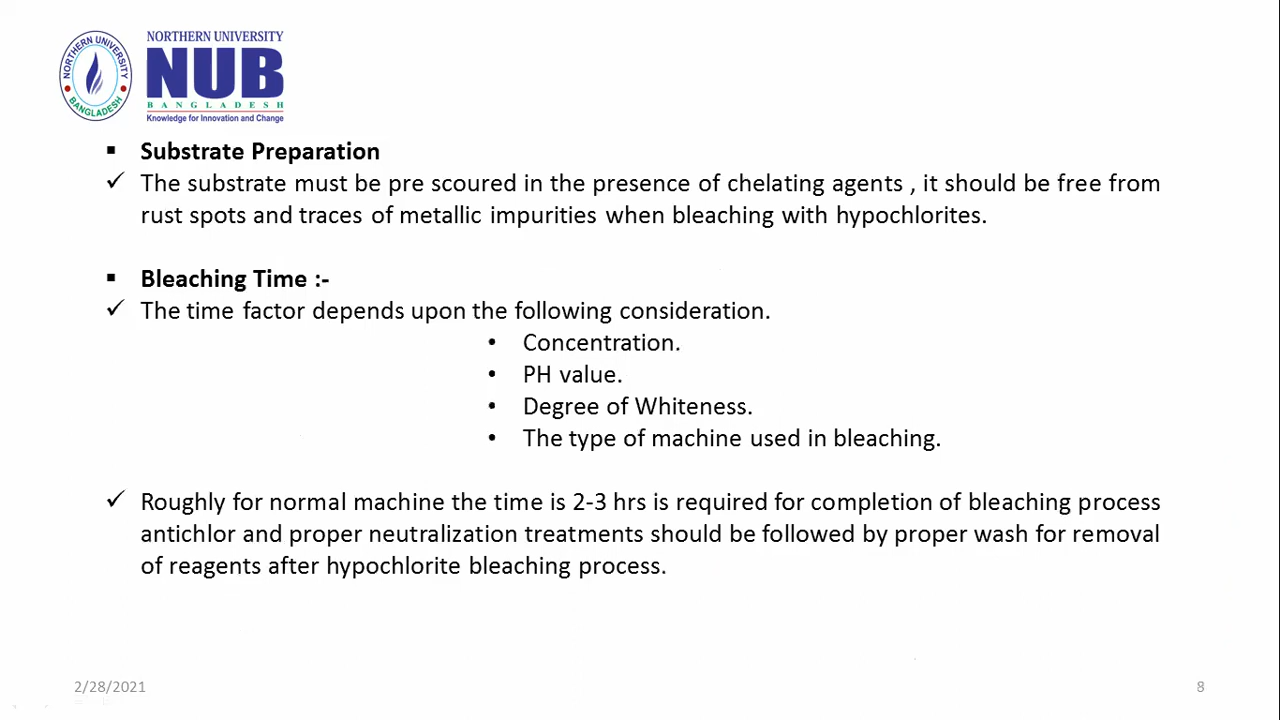 NORTHERN UNIVERSITY
BANGLADESH
NORTHERN UNIVERSITY
NUB
BANGLADESH
Knowledge for Innovation and Change
▪ Substrate Preparation
✓ The substrate must be pre scoured in the presence of chelating agents , it should be free from
rust spots and traces of metallic impurities when bleaching with hypochlorites.
▪ Bleaching Time :-
✓ The time factor depends upon the following consideration.
• Concentration.
• PH value.
• Degree of Whiteness.
• The type of machine used in bleaching.
✓ Roughly for normal machine the time is 2-3 hrs is required for completion of bleaching process
antichlor and proper neutralization treatments should be followed by proper wash for removal
of reagents after hypochlorite bleaching process.
2/28/2021
8